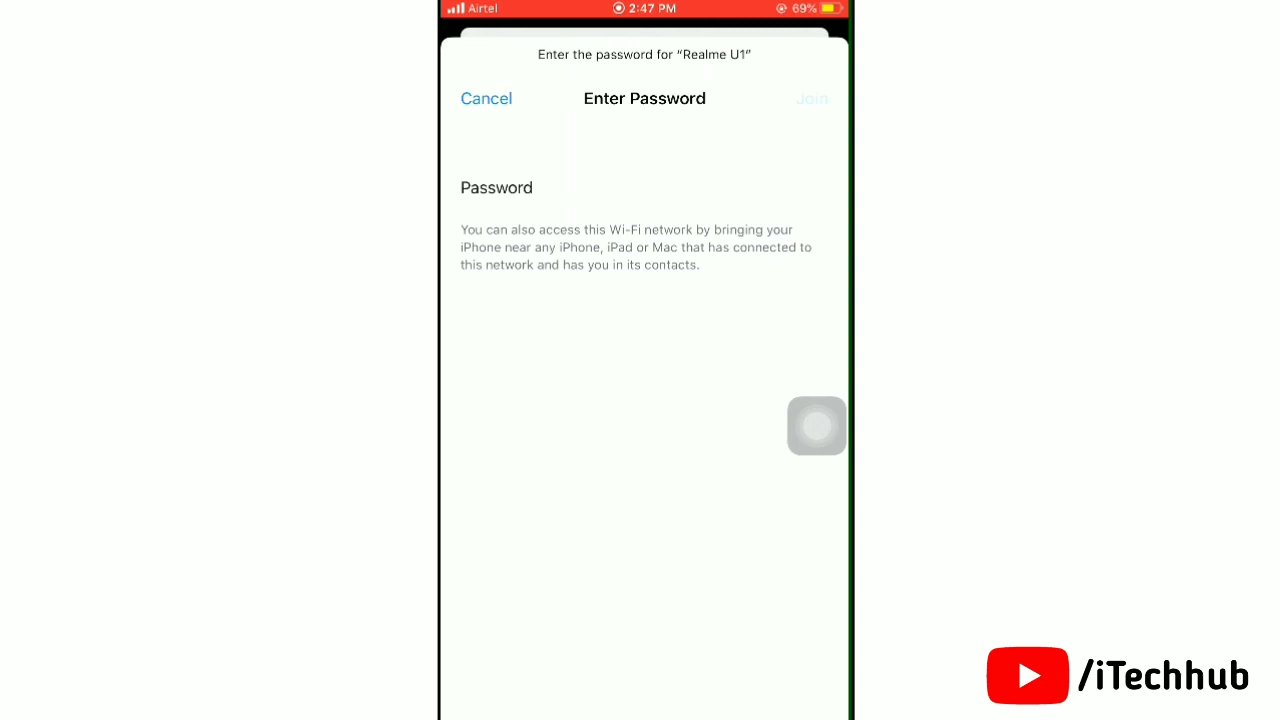 Airtel 2:47 PM 69%
Enter the password for “Realme U1”
Cancel Enter Password Join
Password
You can also access this Wi-Fi network by bringing your
iPhone near any iPhone, iPad or Mac that has connected to
this network and has you in its contacts.
/iTechhub